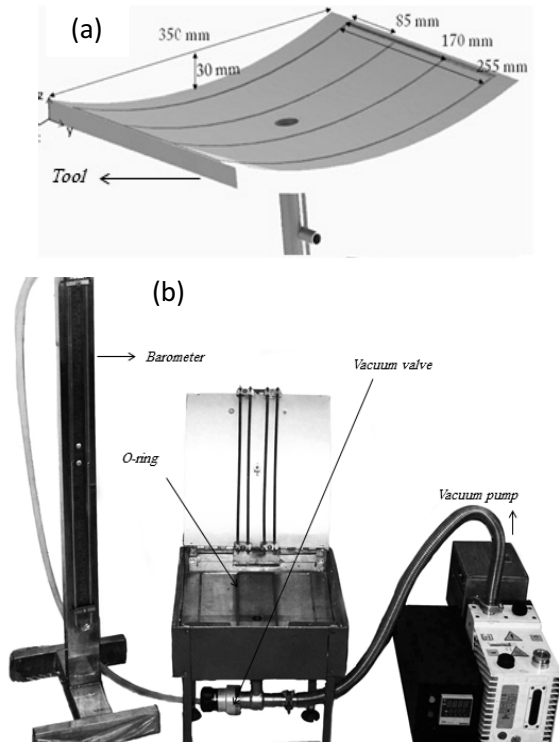 (a)
350 mm
85 mm
30 mm
170 mm
255 mm
Tool
(b)
Barometer
Vacuum valve
O-ring
Vacuum pump